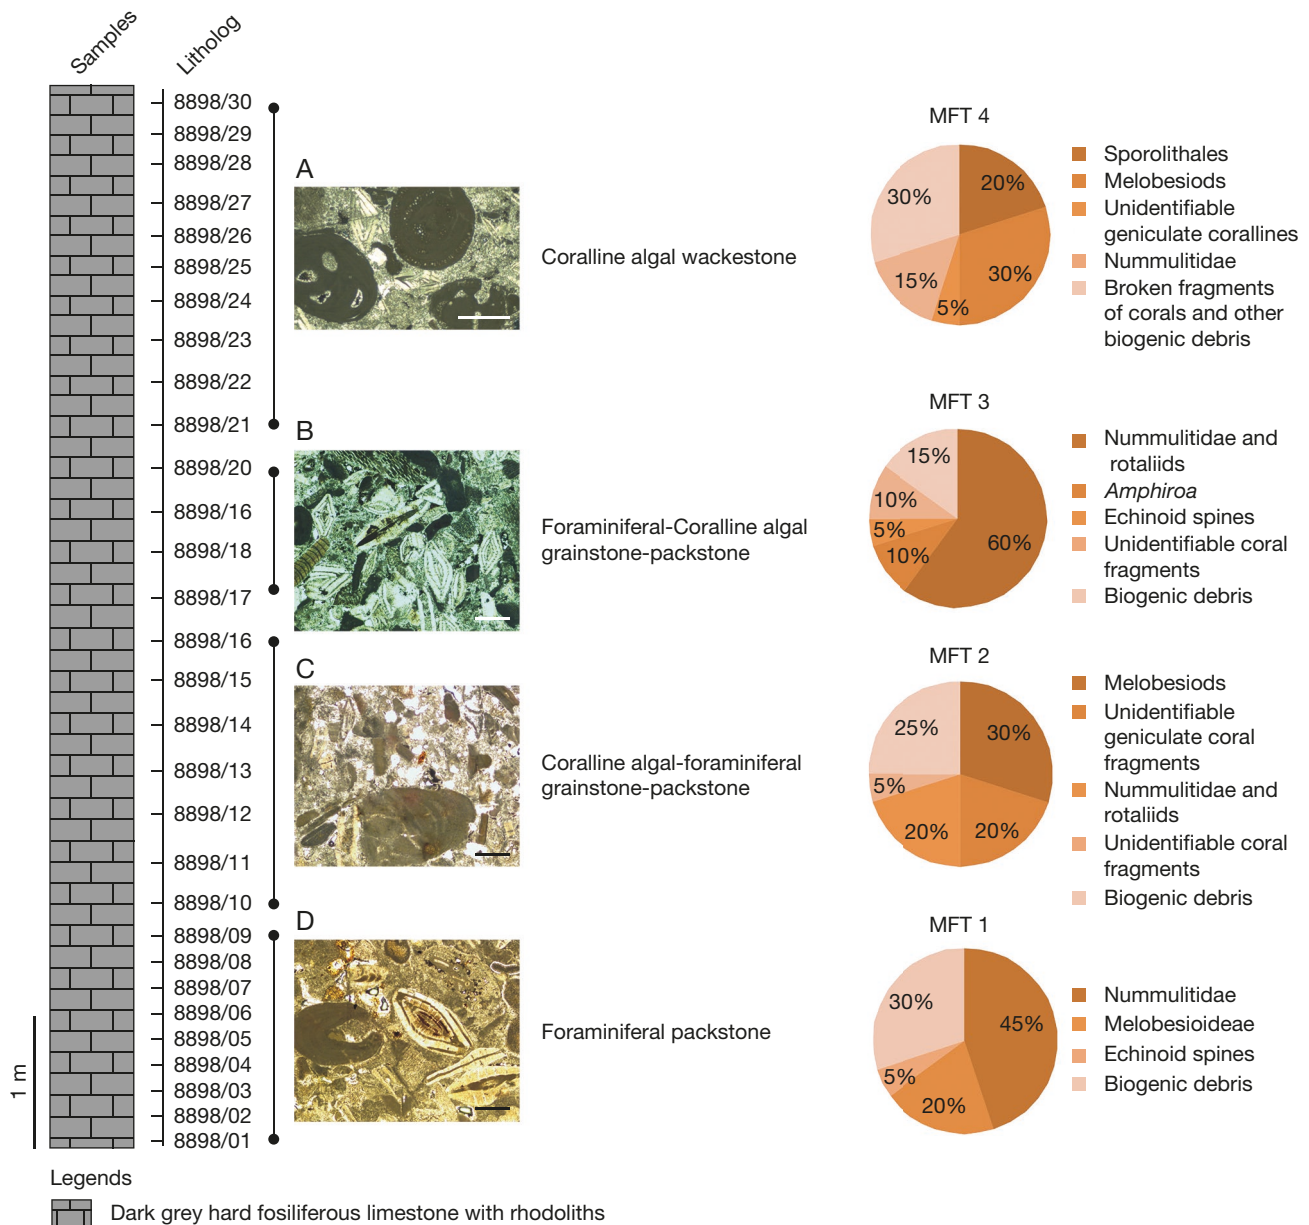 Samples
Litholog
8898/30
8898/29
8898/28
8898/27
8898/26
8898/25
8898/24
8898/23
8898/22
8898/21
8898/20
8898/16
8898/18
8898/17
8898/16
8898/15
8898/14
8898/13
8898/12
8898/11
8898/10
8898/09
8898/08
8898/07
8898/06
8898/05
8898/04
8898/03
8898/02
8898/01
1 m
A
Coralline algal wackestone
MFT 4
20%
30%
5%
15%
30%
Sporolithales
Melobesiods
Unidentifiable
geniculate corallines
Nummulitidae
Broken fragments
of corals and other
biogenic debris
B
Foraminiferal-Coralline algal
grainstone-packstone
MFT 3
60%
10%
5%
10%
15%
Nummulitidae and
rotaliids
Amphiroa
Echinoid spines
Unidentifiable coral
fragments
Biogenic debris
C
Coralline algal-foraminiferal
grainstone-packstone
MFT 2
30%
20%
20%
5%
25%
Melobesiods
Unidentifiable
geniculate coral
fragments
Nummulitidae and
rotaliids
Unidentifiable coral
fragments
Biogenic debris
D
Foraminiferal packstone
MFT 1
45%
20%
5%
30%
Nummulitidae
Melobesioideae
Echinoid spines
Biogenic debris
Legends
Dark grey hard fosiliferous limestone with rhodoliths